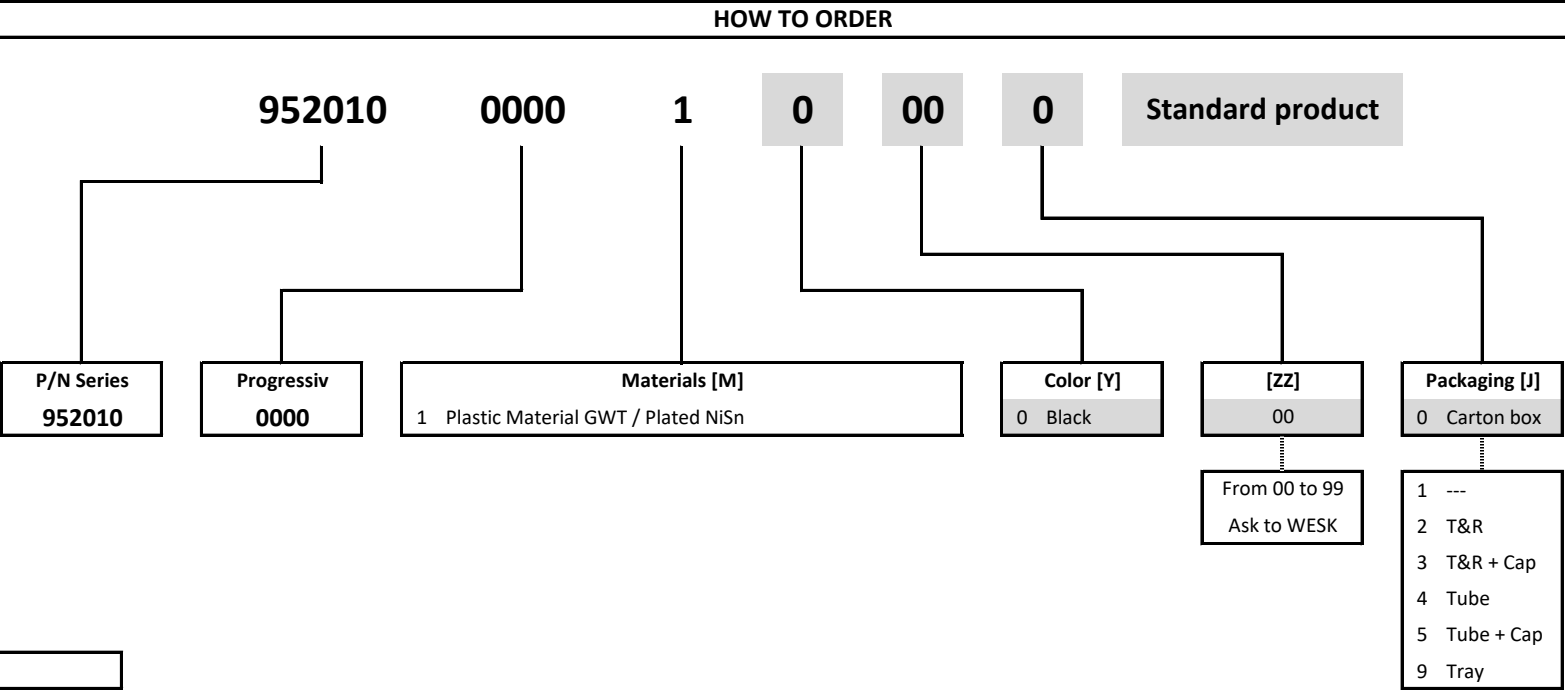 HOW TO ORDER
952010 0000 1 0 00 0 Standard product
P/N Series
952010
Progressiv
0000
Materials [M]
1 Plastic Material GWT / Plated NiSn
Color [Y]
0 Black
[ZZ]
00
From 00 to 99
Ask to WESK
Packaging [J]
0 Carton box
1 ---
2 T&R
3 T&R + Cap
4 Tube
5 Tube + Cap
9 Tray